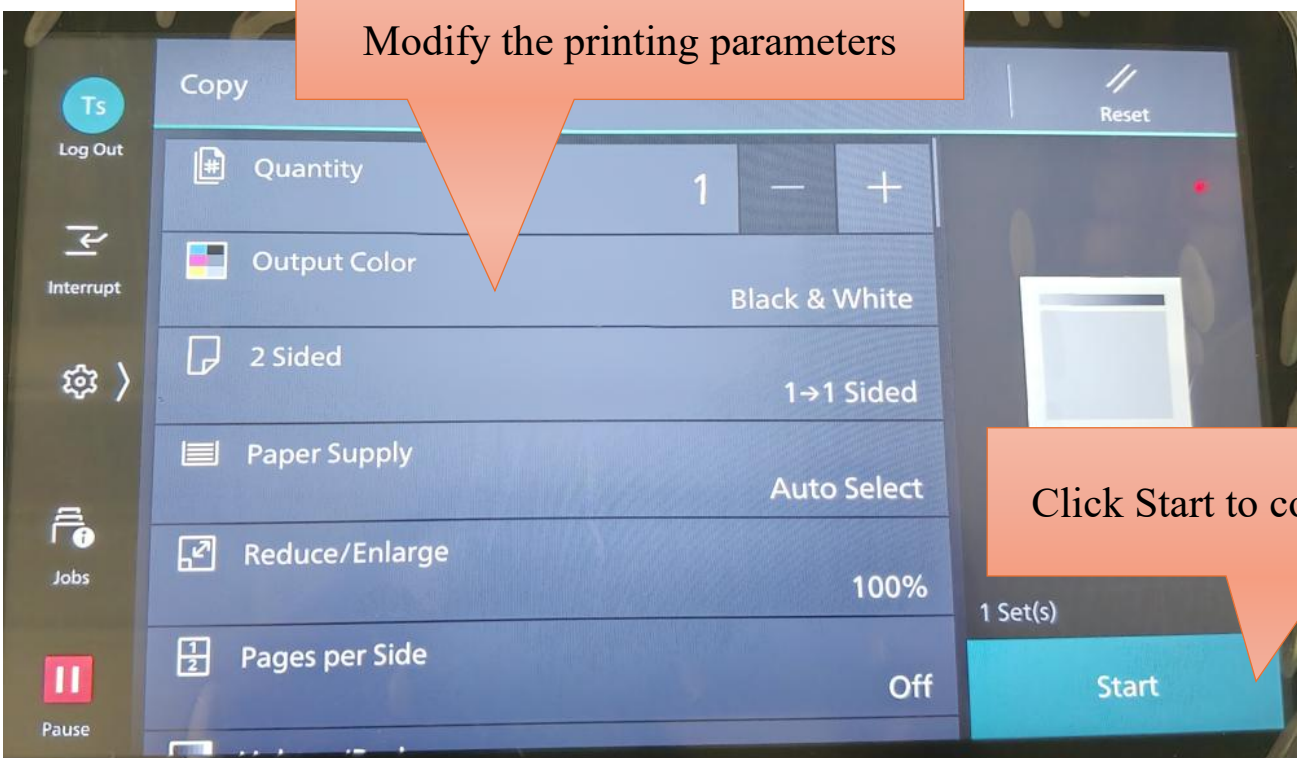 Modify the printing parameters
Copy
Reset
Ts
Log Out
Quantity
1
Interrupt
Output Color
Black & White
2 Sided
1→1 Sided
Paper Supply
Auto Select
Click Start to
Jobs
Reduce/Enlarge
100%
1 Set(s)
Pages per Side
Off
Start
Pause